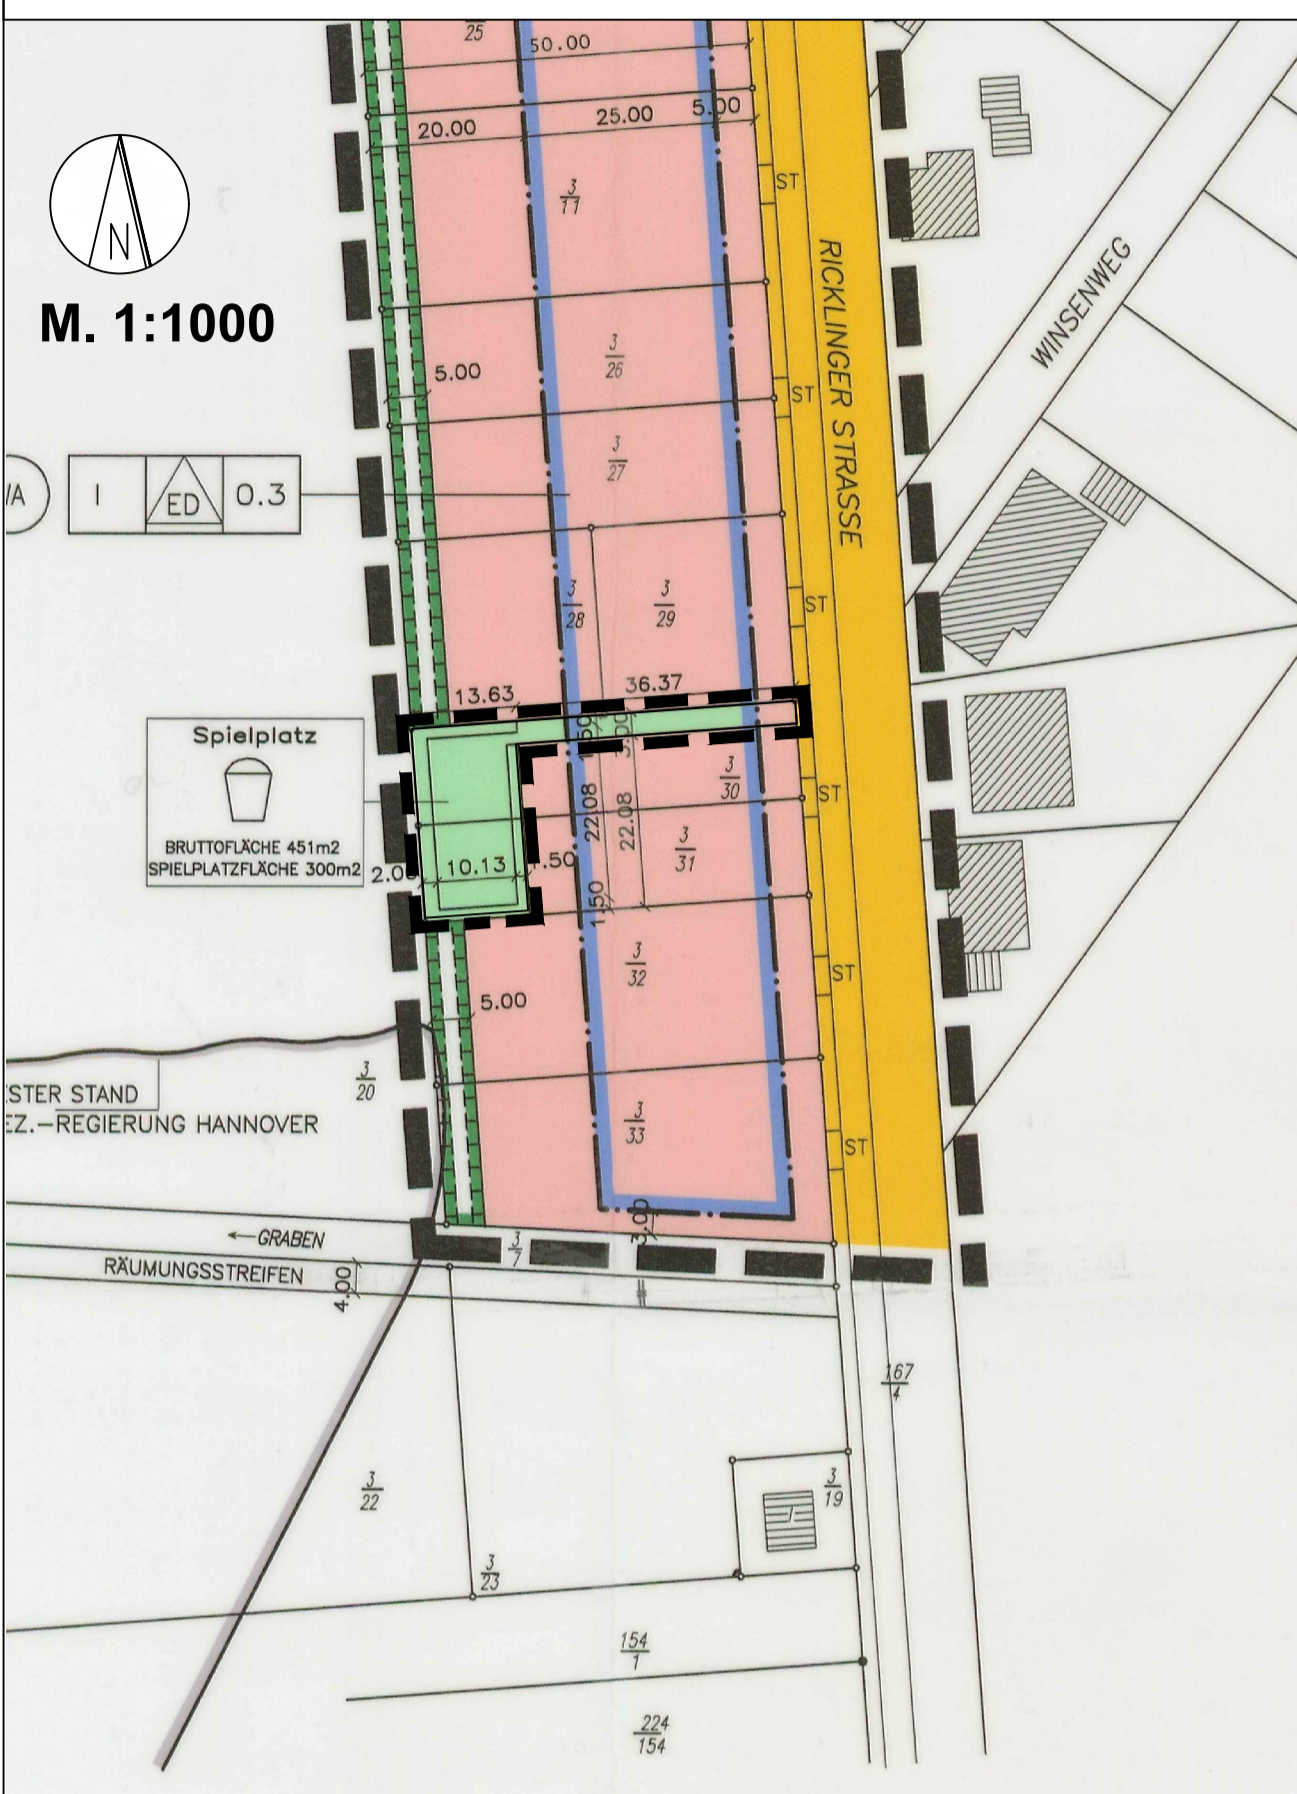 25
50.00
20.00
25.00
5.00
N
M. 1:1000
3
11
ST
RICKLINGER STRASSE
WINSENWEG
3
26
5.00
ST
3
27
/A
I
ED
0.3
3
28
3
29
ST
13.63
36.37
Spielplatz
BRUTTOFLÄCHE 451m2
SPIELPLATZFLÄCHE 300m2
3
30
ST
22.08
22.08
3
31
10.13
1.50
3
32
ST
5.00
STER STAND
EZ.-REGIERUNG HANNOVER
3
20
3
33
ST
3.00
GRABEN
3
7
RÄUMUNGSSTREIFEN
4.00
167
4
3
22
3
19
3
23
154
1
224
154